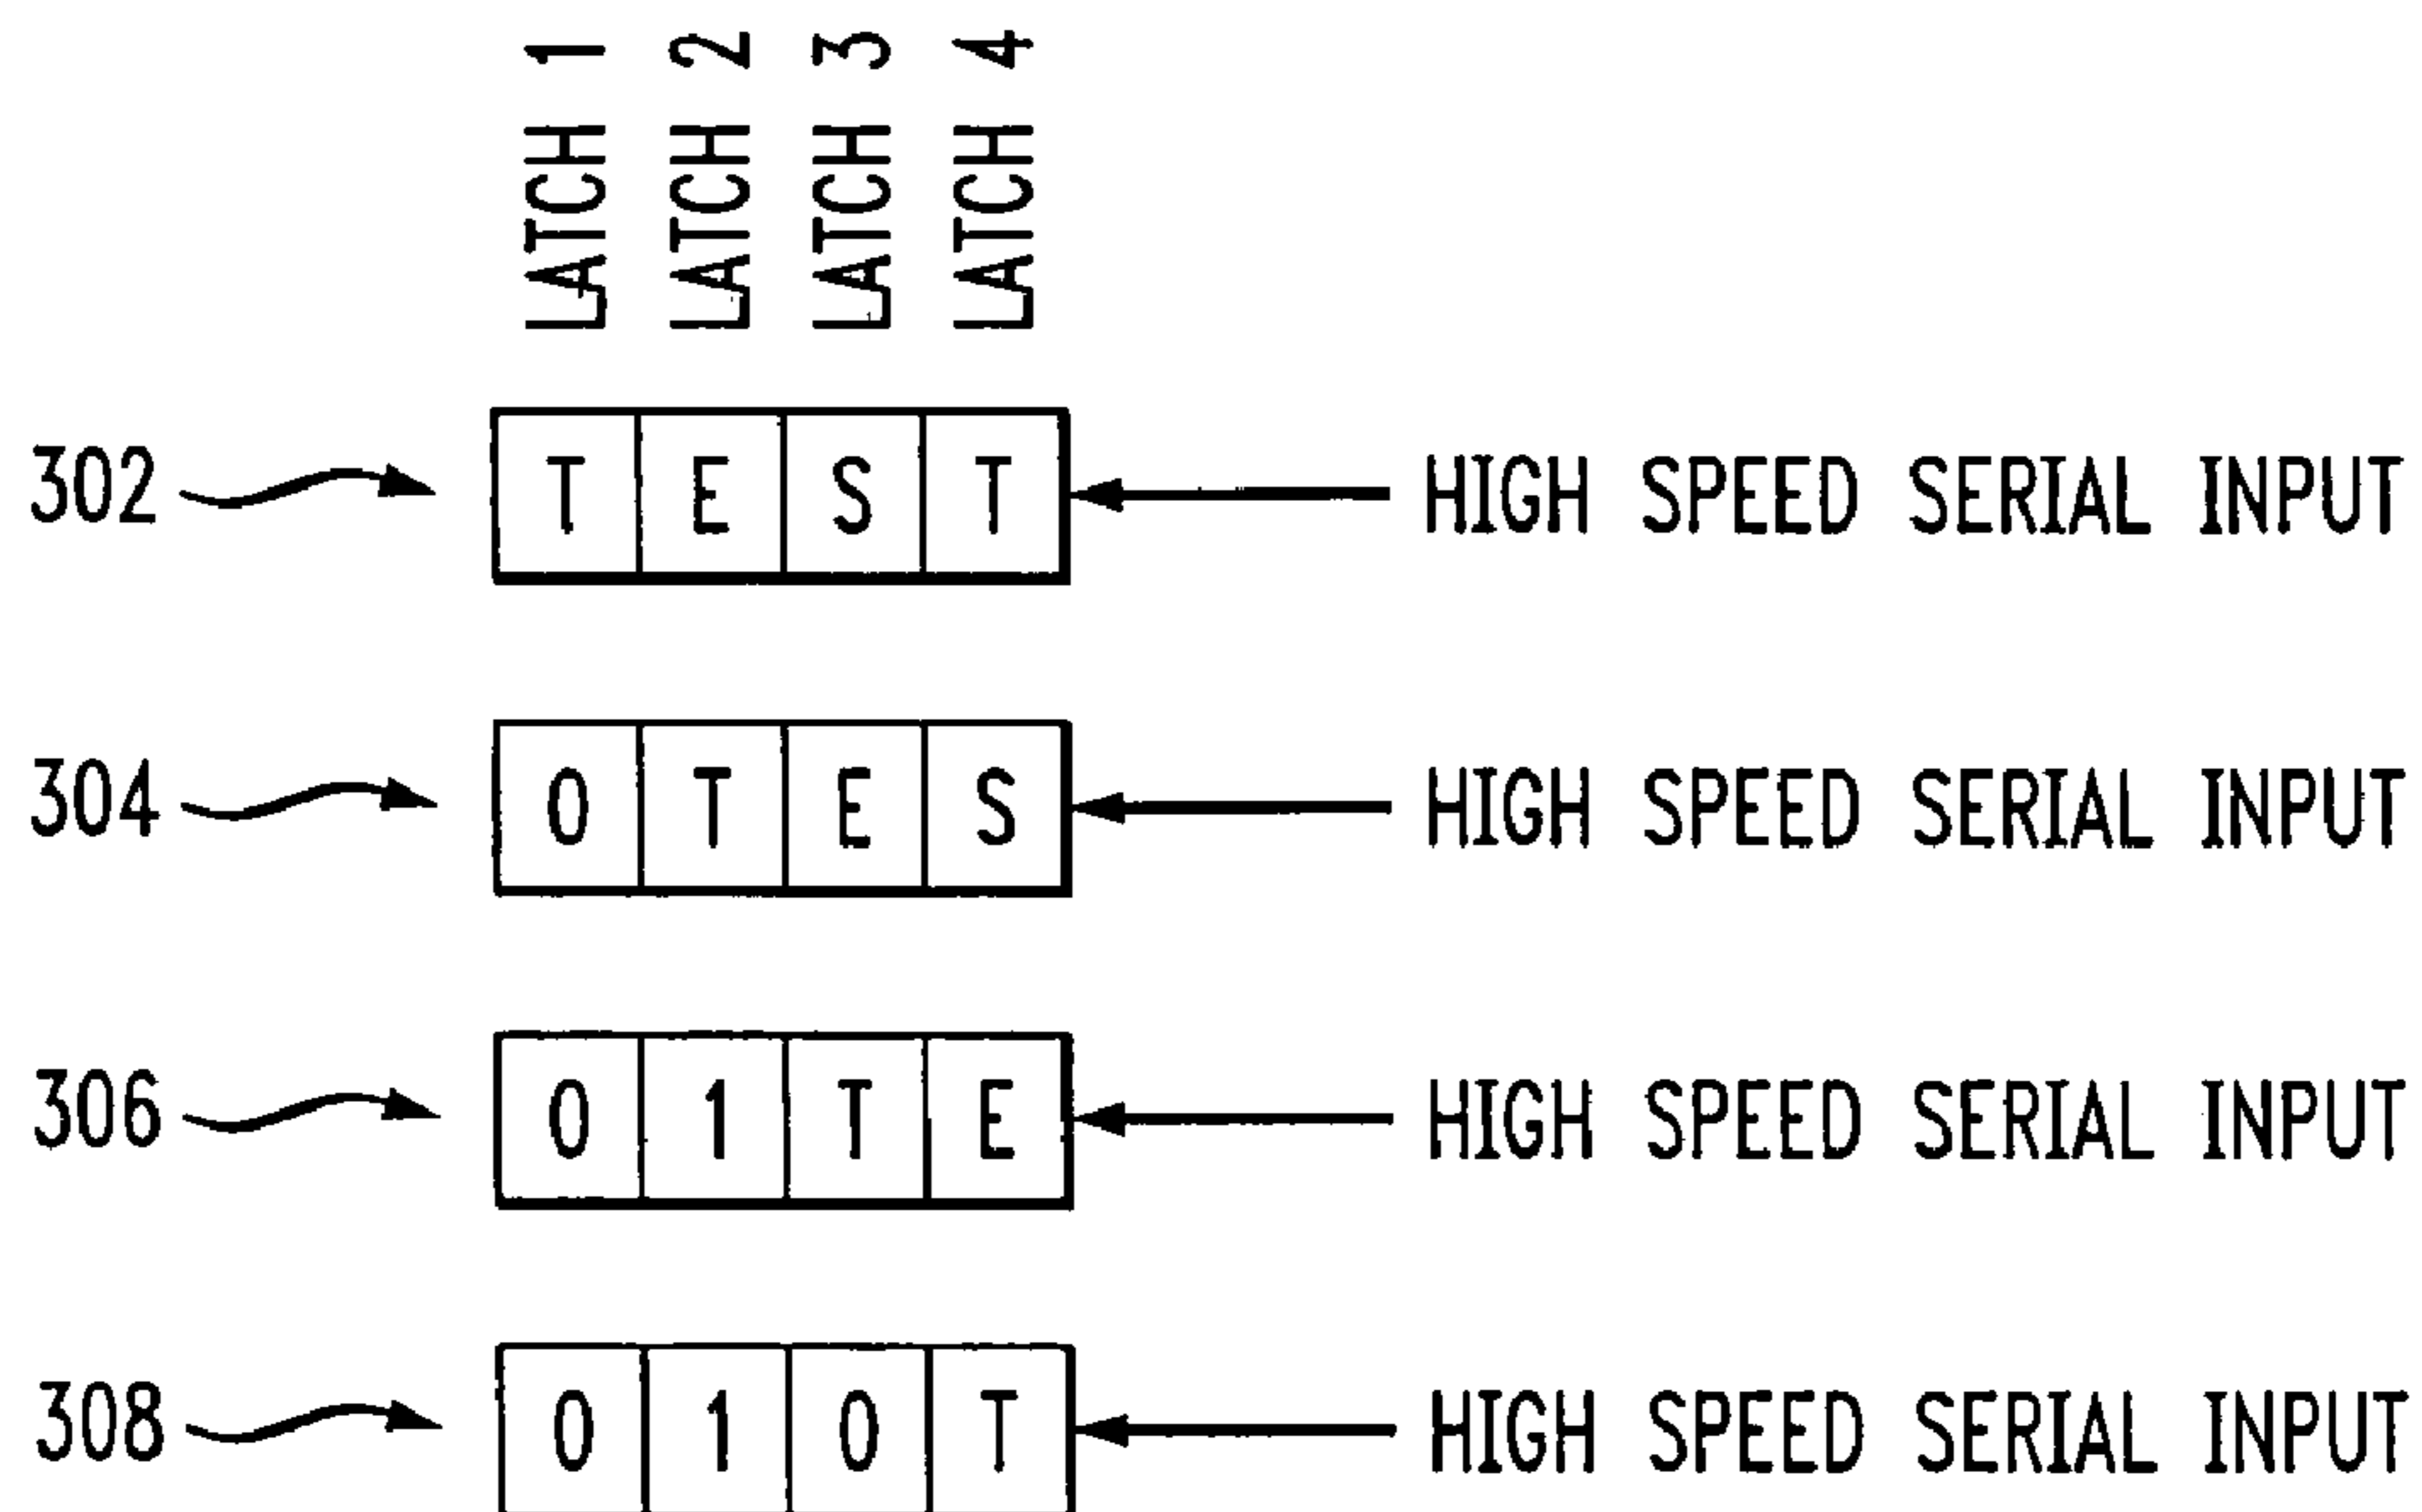 LATCH 1
LATCH 2
LATCH 3
LATCH 4
302 T E S T HIGH SPEED SERIAL INPUT
304 0 T E S HIGH SPEED SERIAL INPUT
306 0 1 T E HIGH SPEED SERIAL INPUT
308 0 1 0 T HIGH SPEED SERIAL INPUT